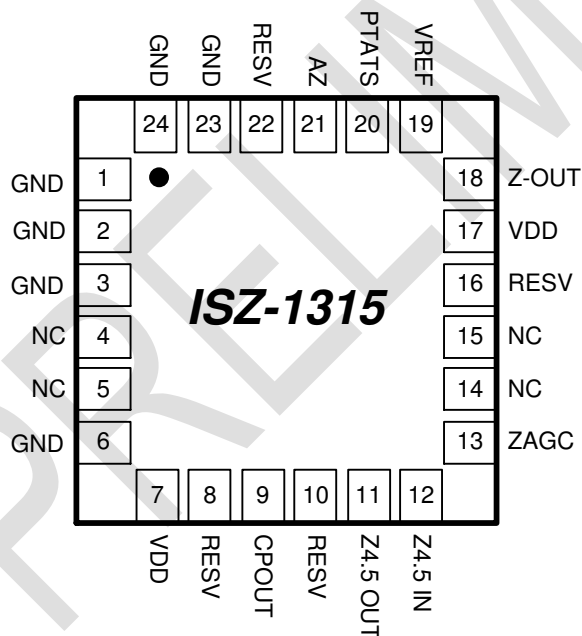 GND GND RESV AZ PTATS VREF
24 23 22 21 20 19
GND 1 18 Z-OUT
GND 2 17 VDD
GND 3 16 RESV
ISZ-1315
NC 4 15 NC
NC 5 14 NC
GND 6 13 ZAGC
7 8 9 10 11 12
VDD RESV CPOUT RESV Z4.5 OUT Z4.5 IN